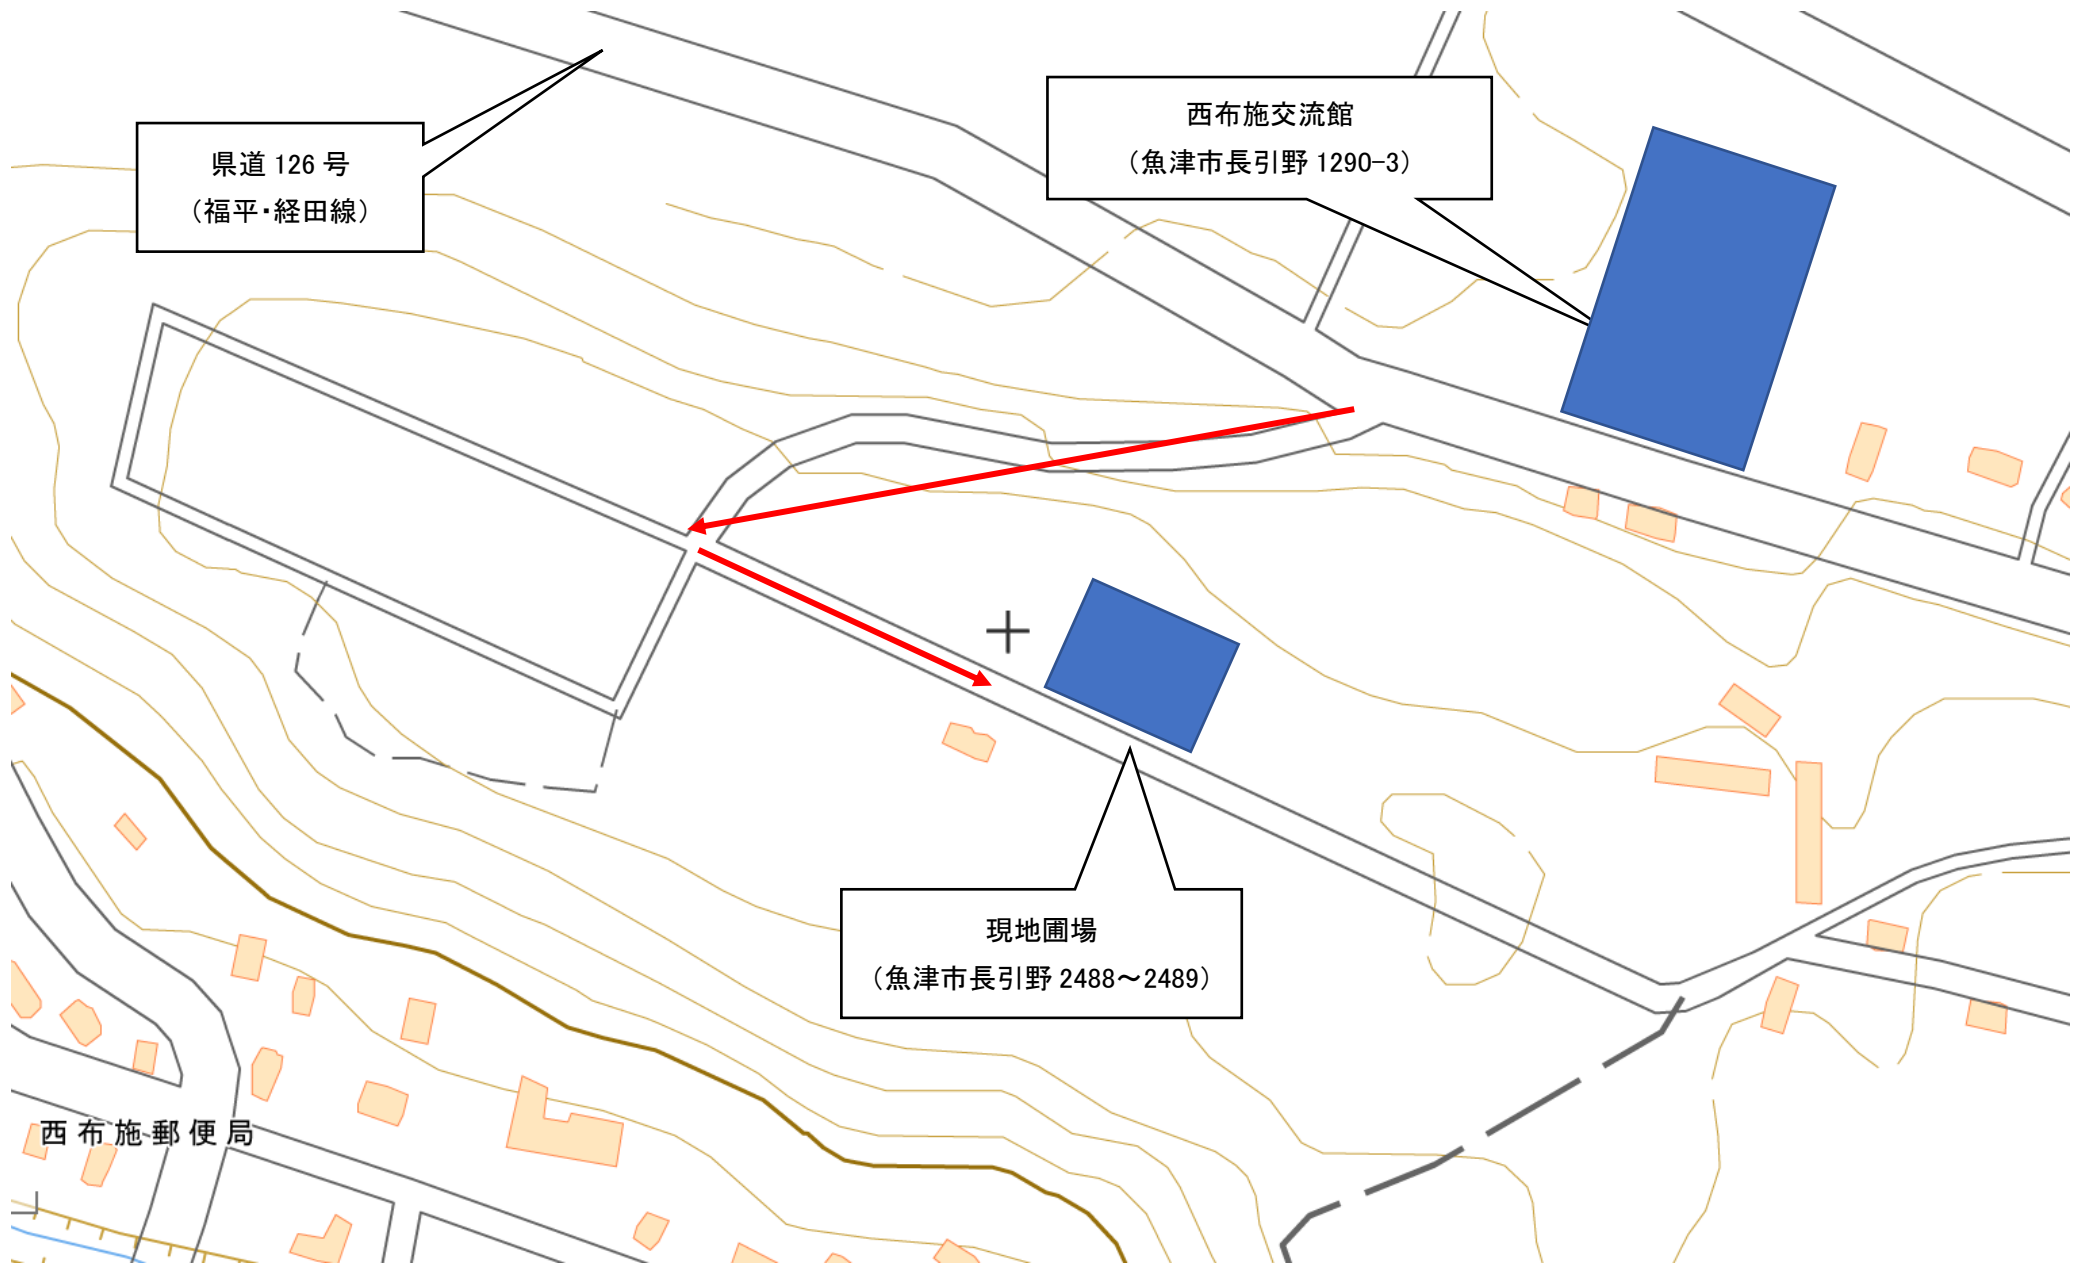 県道 126 号
（福平・経田線）
西布施交流館
（魚津市長引野 1290-3）
現地圃場
（魚津市長引野 2488～2489）
西布施郵便局